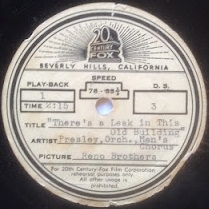 20th
CENTURY
FOX
BEVERLY HILLS, CALIFORNIA
PLAY-BACK SPEED D.S.
78-33⅓
TIME 4:15 3
TITLE "There's a Leak in This
Old Building"
ARTIST Presley, Orch., Men's
Chorus
PICTURE Reno Brothers
For 20th Century-Fox Film Corporation
rehearsal purposes only.
All other usage is
prohibited.